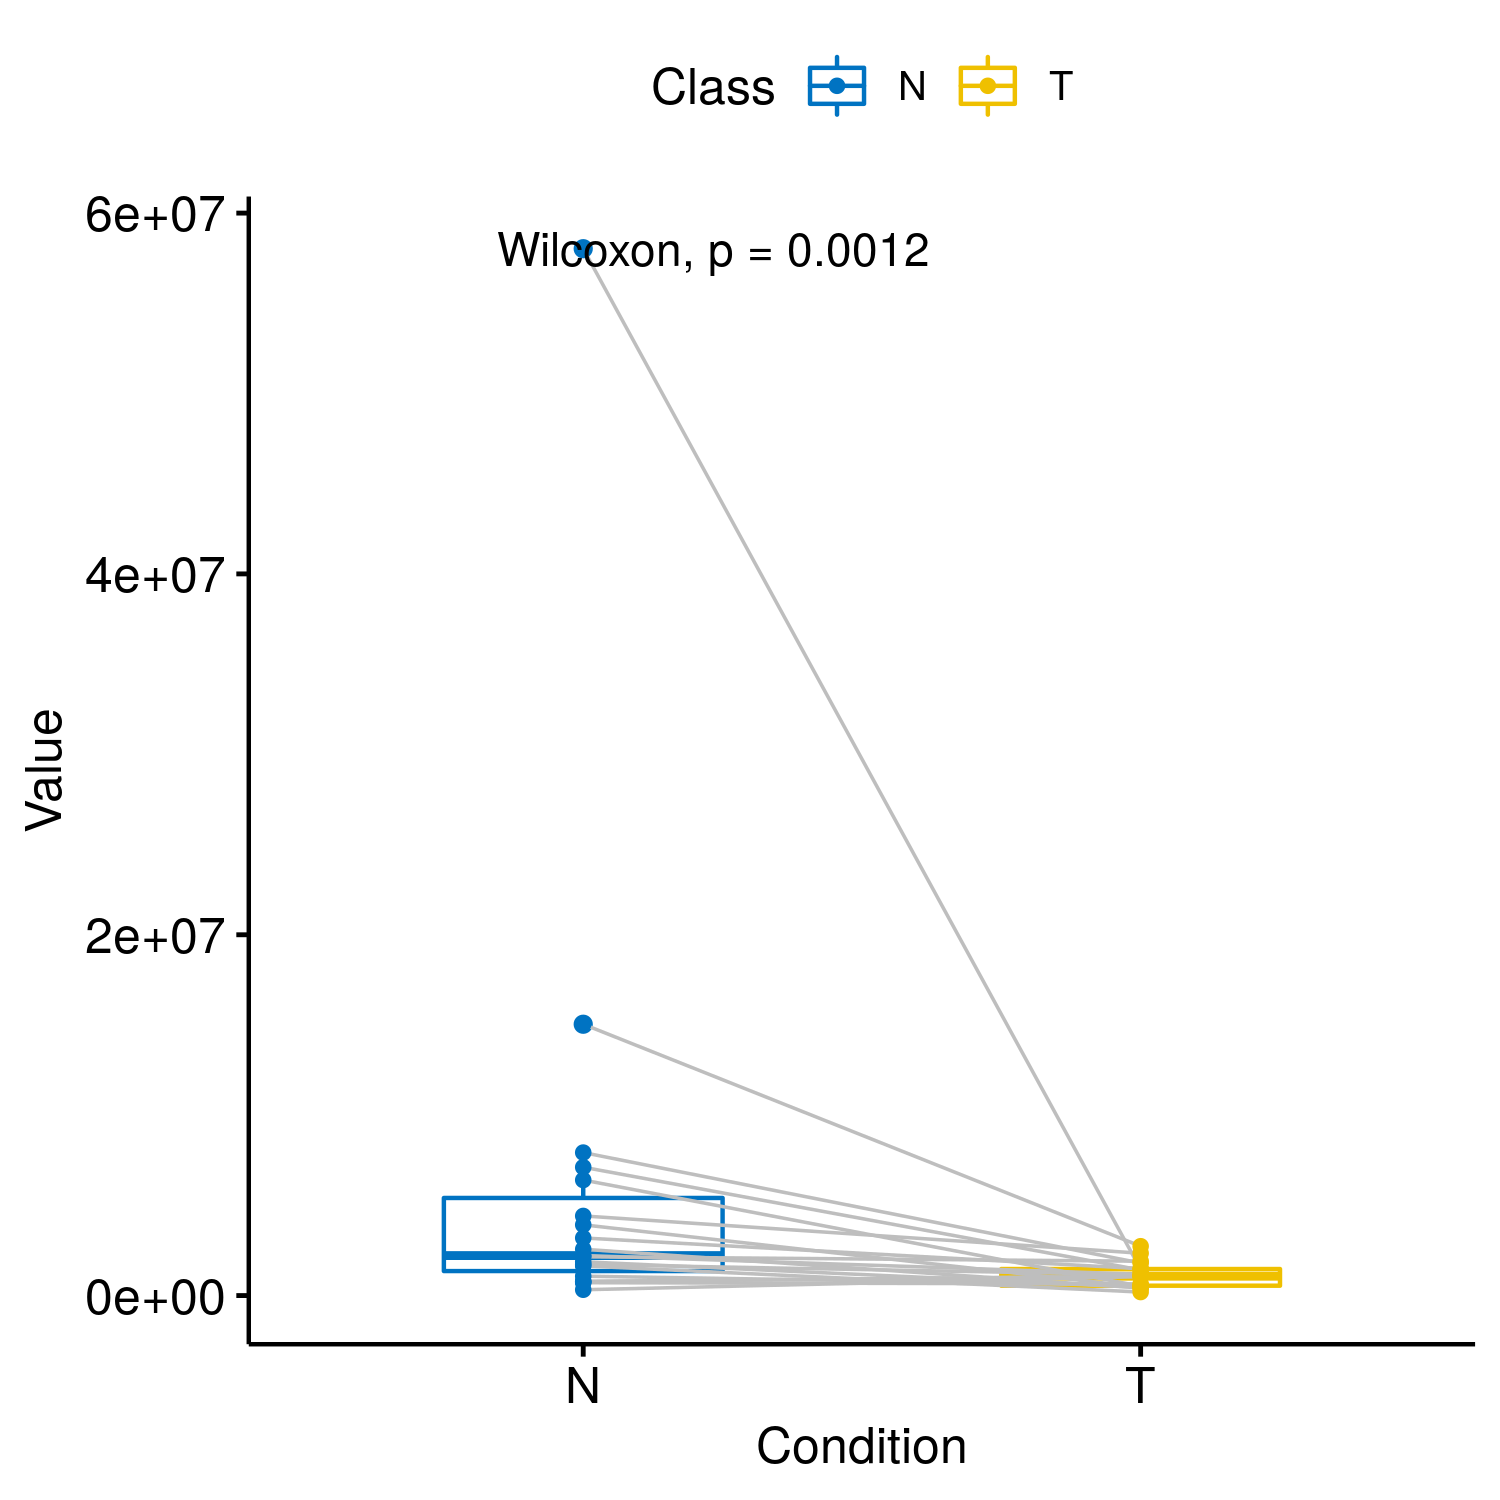 Class N T
6e+07
Wilcoxon, p = 0.0012
4e+07
2e+07
0e+00
Value
N T
Condition